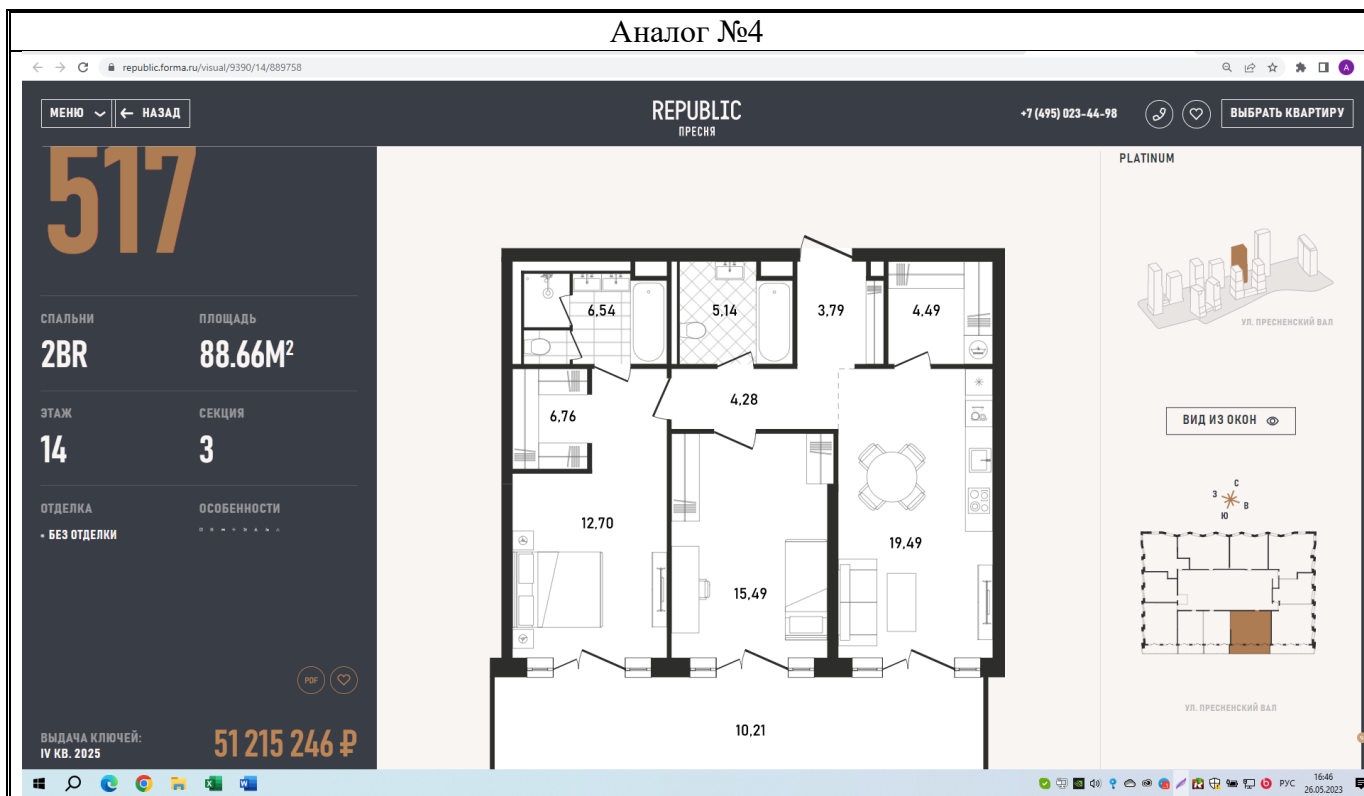 Аналог №4
republic.forma.ru/visual/9390/14/889758
A
МЕНЮ
НАЗАД
REPUBLIC
ПРЕСНЯ
+7 (495) 023-44-98
ВЫБРАТЬ КВАРТИРУ
517
СПАЛЬНИ
ПЛОЩАДЬ
2BR
88.66М²
ЭТАЖ
СЕКЦИЯ
14
3
ОТДЕЛКА
ОСОБЕННОСТИ
• БЕЗ ОТДЕЛКИ
PDF
ВЫДАЧА КЛЮЧЕЙ:
IV КВ. 2025
51 215 246 ₽
6,54
5,14
3,79
4,49
6,76
4,28
12,70
15,49
19,49
10,21
PLATINUM
УЛ. ПРЕСНЕНСКИЙ ВАЛ
ВИД ИЗ ОКОН
С
З
В
Ю
УЛ. ПРЕСНЕНСКИЙ ВАЛ
РУС
16:46
26.05.2023